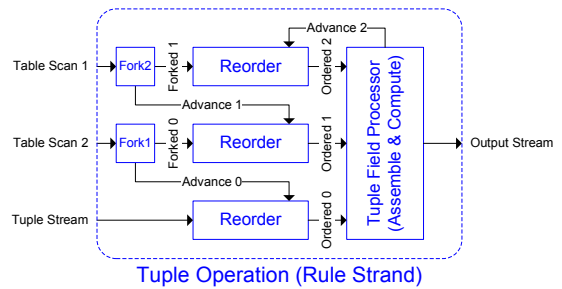 Advance 2
Table Scan 1
Fork2
Forked 1
Reorder
Ordered 2
Advance 1
Table Scan 2
Fork1
Forked 0
Reorder
Ordered 1
Tuple Field Processor
(Assemble & Compute)
Output Stream
Advance 0
Tuple Stream
Reorder
Ordered 0
Tuple Operation (Rule Strand)